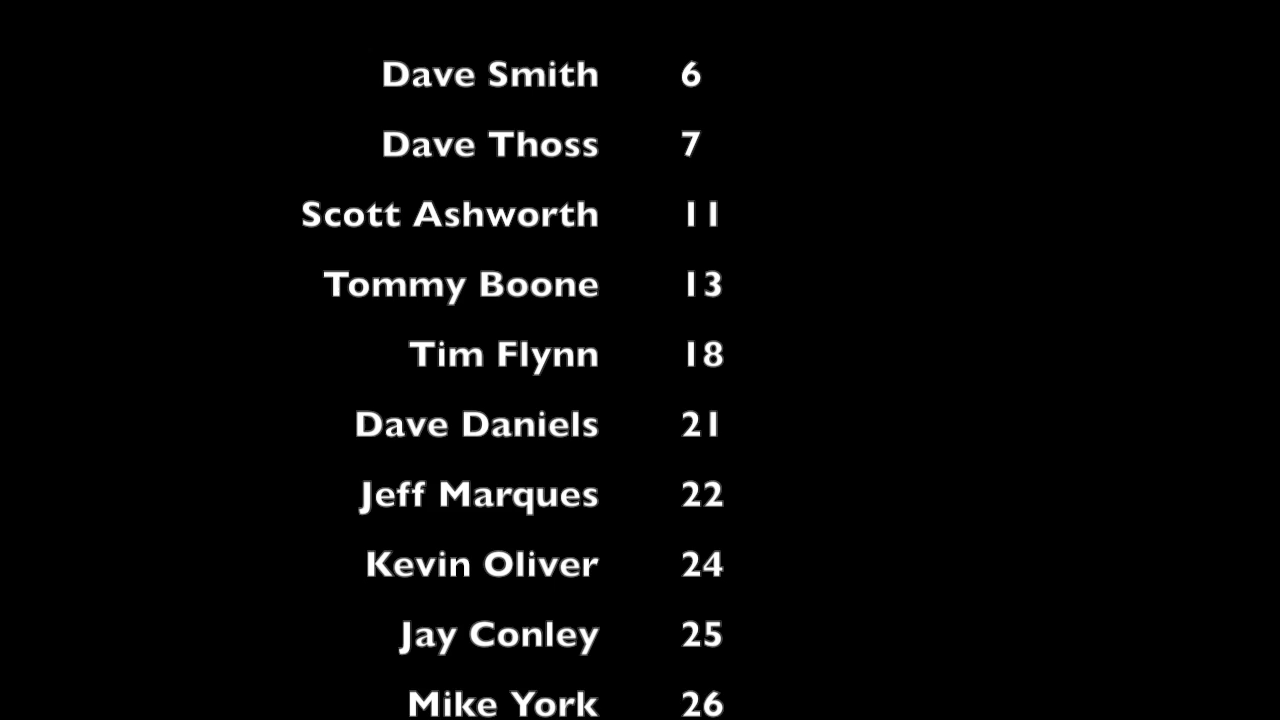 Dave Smith 6
Dave Thoss 7
Scott Ashworth 11
Tommy Boone 13
Tim Flynn 18
Dave Daniels 21
Jeff Marques 22
Kevin Oliver 24
Jay Conley 25
Mike York 26